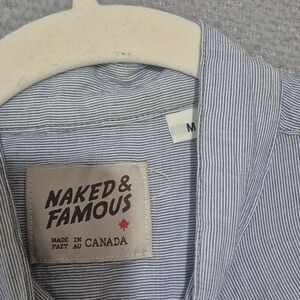 M
NAKED &
FAMOUS
MADE IN
FAIT AU CANADA